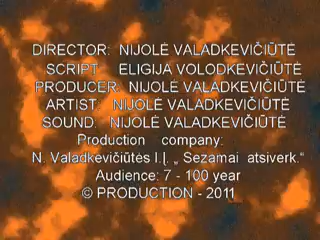 DIRECTOR: NIJOLĖ VALADKEVIČIŪTĖ
SCRIPT ELIGIJA VOLODKEVIČIŪTĖ
PRODUCER: NIJOLĖ VALADKEVIČIŪTĖ
ARTIST: NIJOLĖ VALADKEVIČIŪTĖ
SOUND: NIJOLĖ VALADKEVIČIŪTĖ
Production company:
N. Valadkevičiūtės I.Į. „ Sezamai atsiverk.“
Audience: 7 - 100 year
© PRODUCTION - 2011